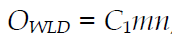 O_WLD = C_1mn,